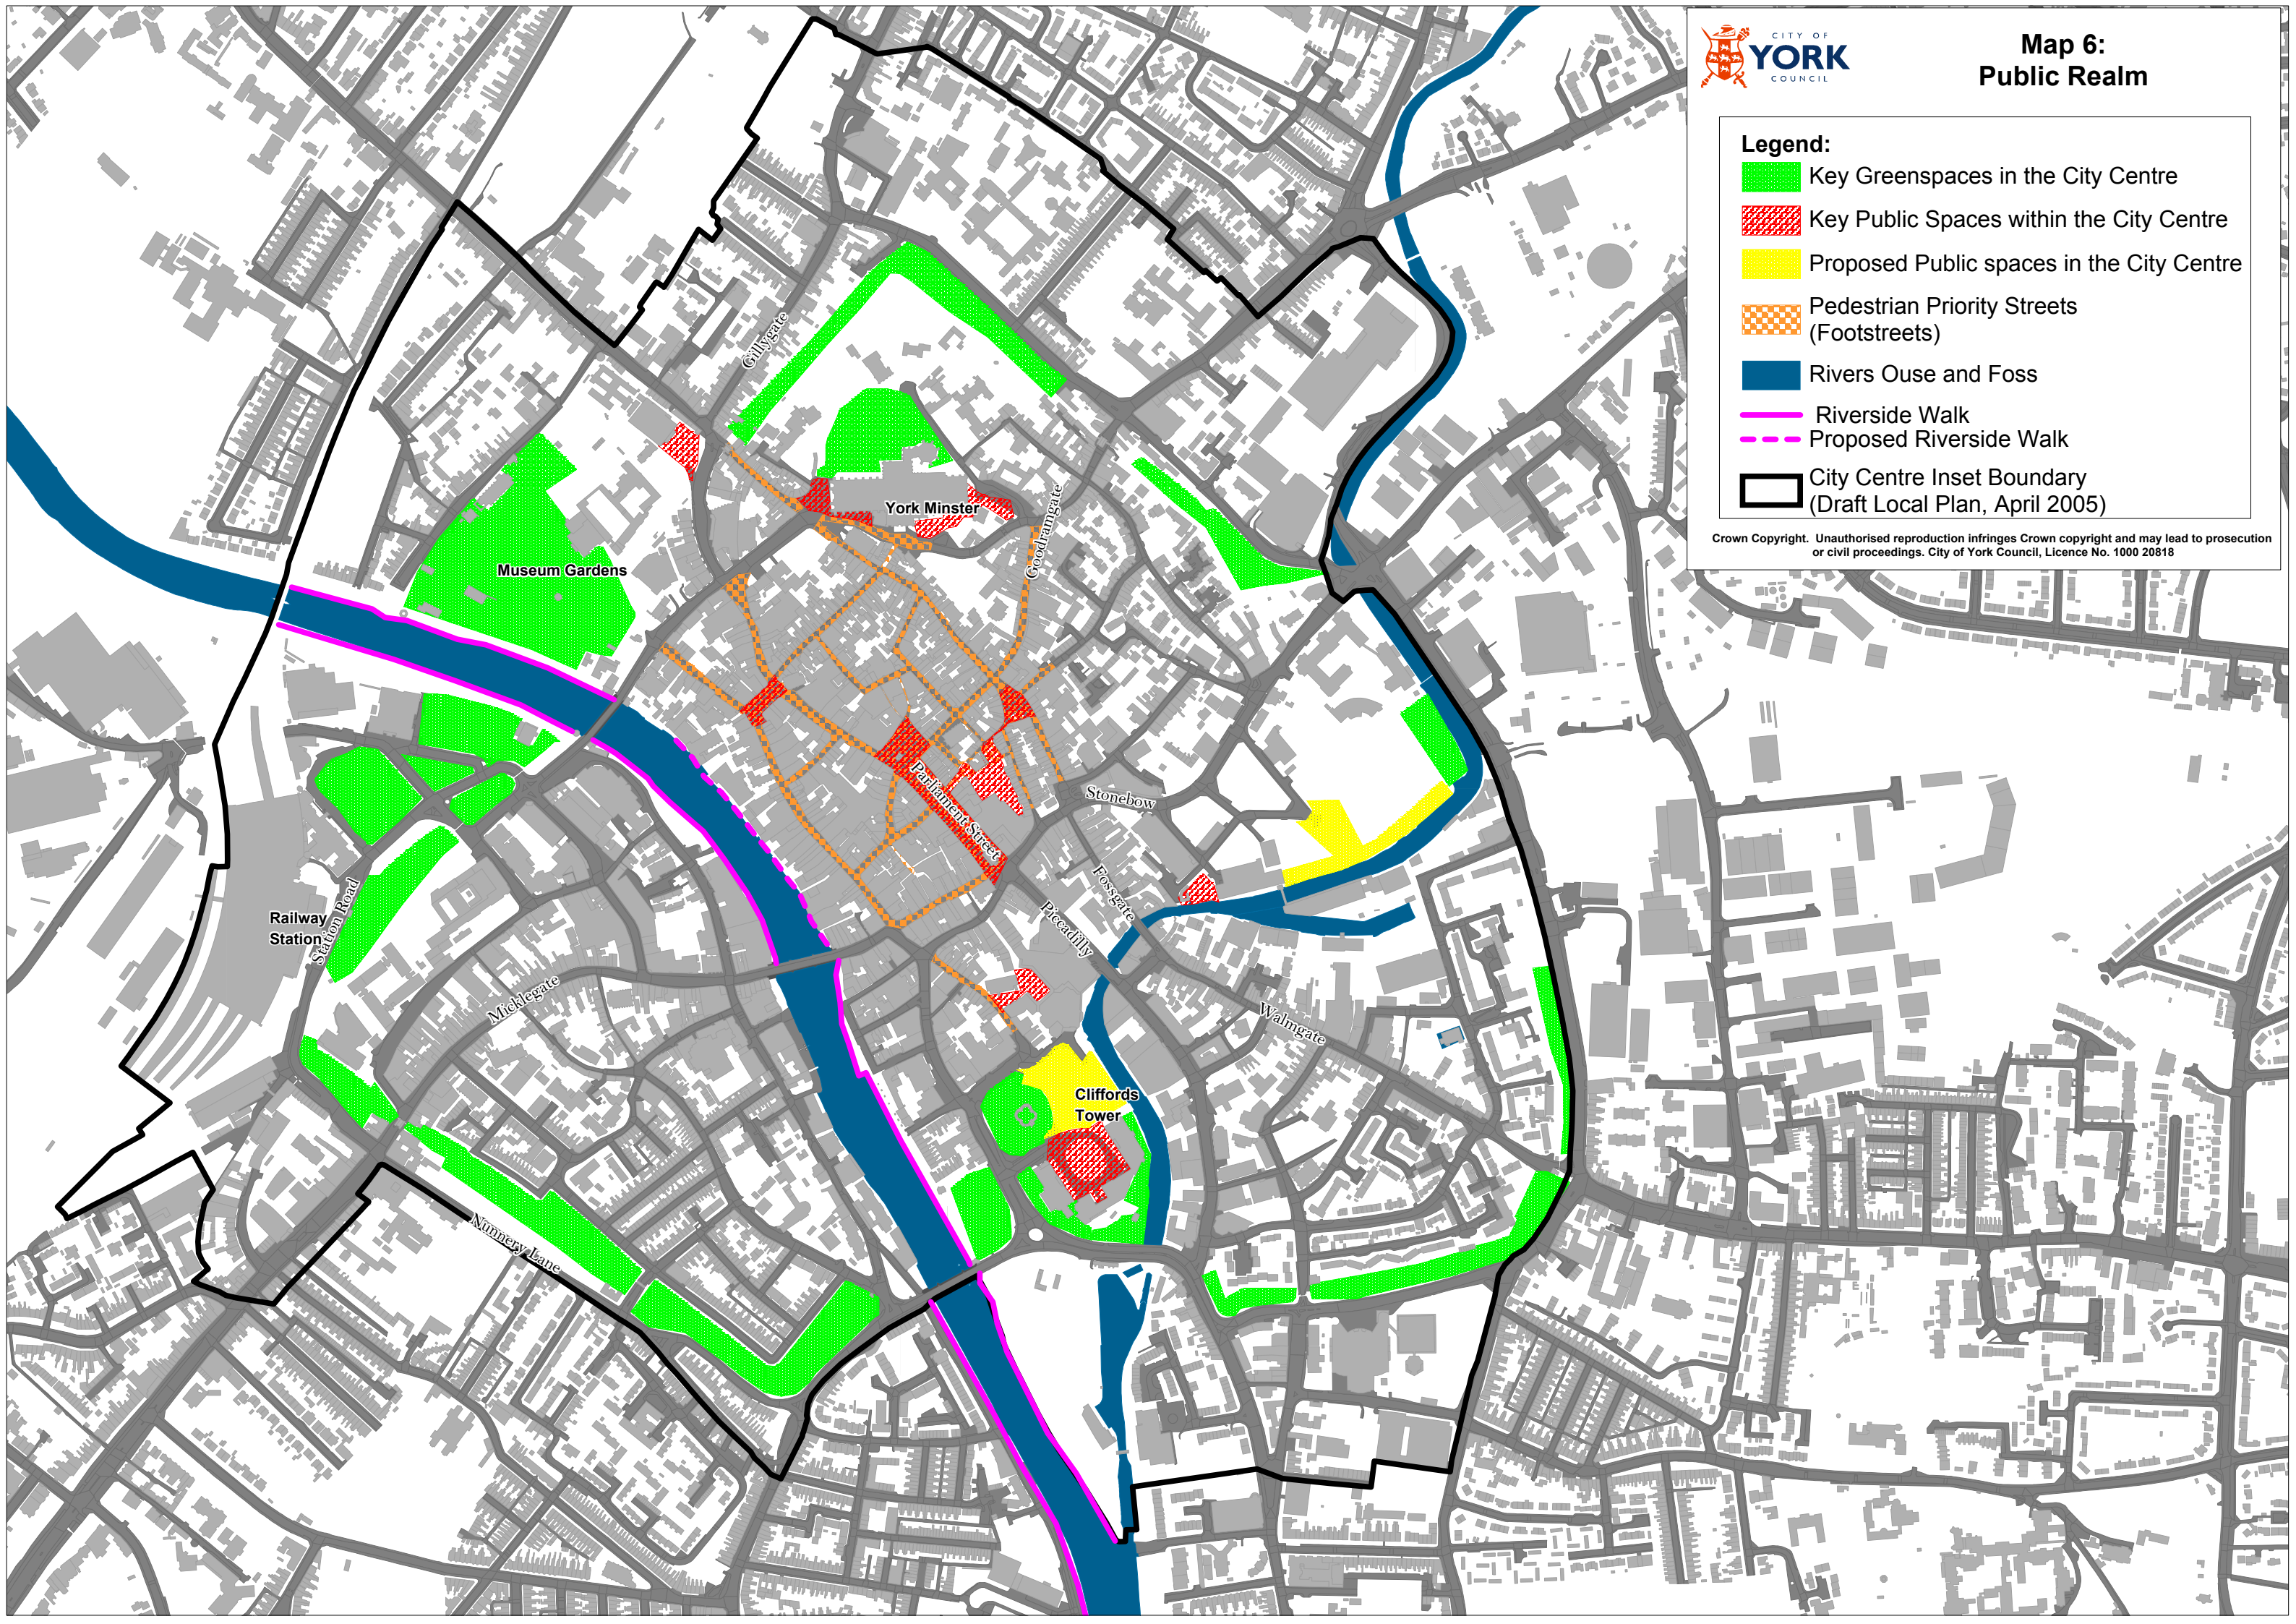 CITY OF
YORK
COUNCIL
Map 6:
Public Realm
Legend:
Key Greenspaces in the City Centre
Key Public Spaces within the City Centre
Proposed Public spaces in the City Centre
Pedestrian Priority Streets
(Footstreets)
Rivers Ouse and Foss
Riverside Walk
Proposed Riverside Walk
City Centre Inset Boundary
(Draft Local Plan, April 2005)
Crown Copyright. Unauthorised reproduction infringes Crown copyright and may lead to prosecution
or civil proceedings. City of York Council, Licence No. 1000 20818
Gillygate
York Minster
Goodramgate
Museum Gardens
Parliament Street
Stonebow
Fossgate
Piccadilly
Railway
Station
Station Road
Micklegate
Walmgate
Cliffords
Tower
Nunnery Lane